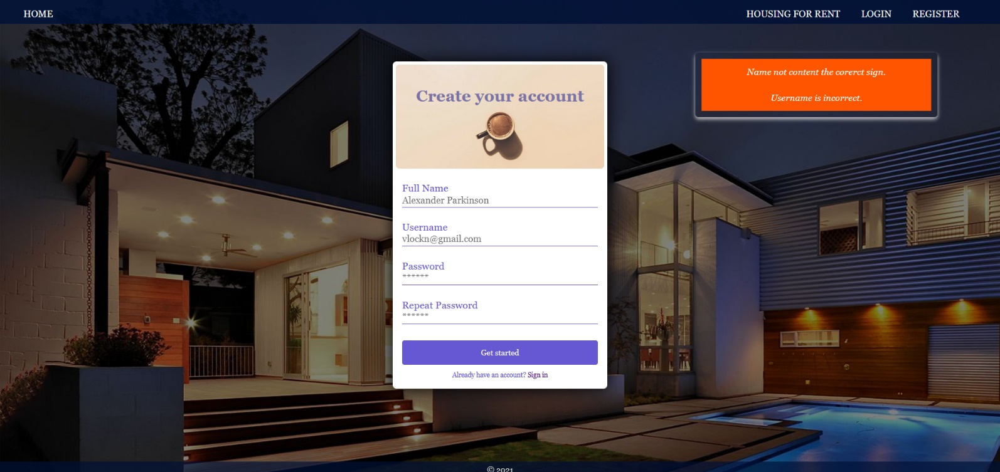 HOME
HOUSING FOR RENT
LOGIN
REGISTER
Name not content the corerct sign.
Username is incorrect.
Create your account
Full Name
Alexander Parkinson
Username
vlockn@gmail.com
Password
******
Repeat Password
******
Get started
Already have an account? Sign in
© 2021